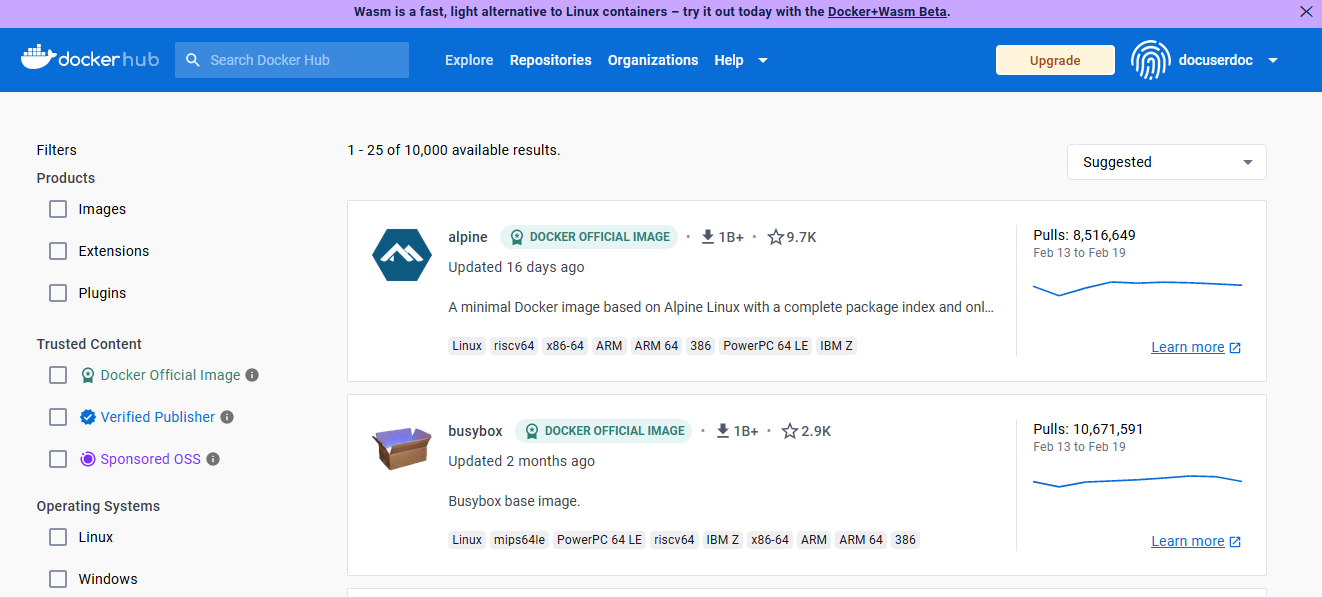 Wasm is a fast, light alternative to Linux containers – try it out today with the Docker+Wasm Beta.
dockerhub
Search Docker Hub
Explore
Repositories
Organizations
Help
Upgrade
docuserdoc
Filters
Products
Images
Extensions
Plugins
Trusted Content
Docker Official Image
Verified Publisher
Sponsored OSS
Operating Systems
Linux
Windows
1 - 25 of 10,000 available results.
Suggested
alpine DOCKER OFFICIAL IMAGE • 1B+ • 9.7K
Updated 16 days ago
A minimal Docker image based on Alpine Linux with a complete package index and onl...
Linux riscv64 x86-64 ARM ARM 64 386 PowerPC 64 LE IBM Z
Pulls: 8,516,649
Feb 13 to Feb 19
Learn more
busybox DOCKER OFFICIAL IMAGE • 1B+ • 2.9K
Updated 2 months ago
Busybox base image.
Linux mips64le PowerPC 64 LE riscv64 IBM Z x86-64 ARM ARM 64 386
Pulls: 10,671,591
Feb 13 to Feb 19
Learn more